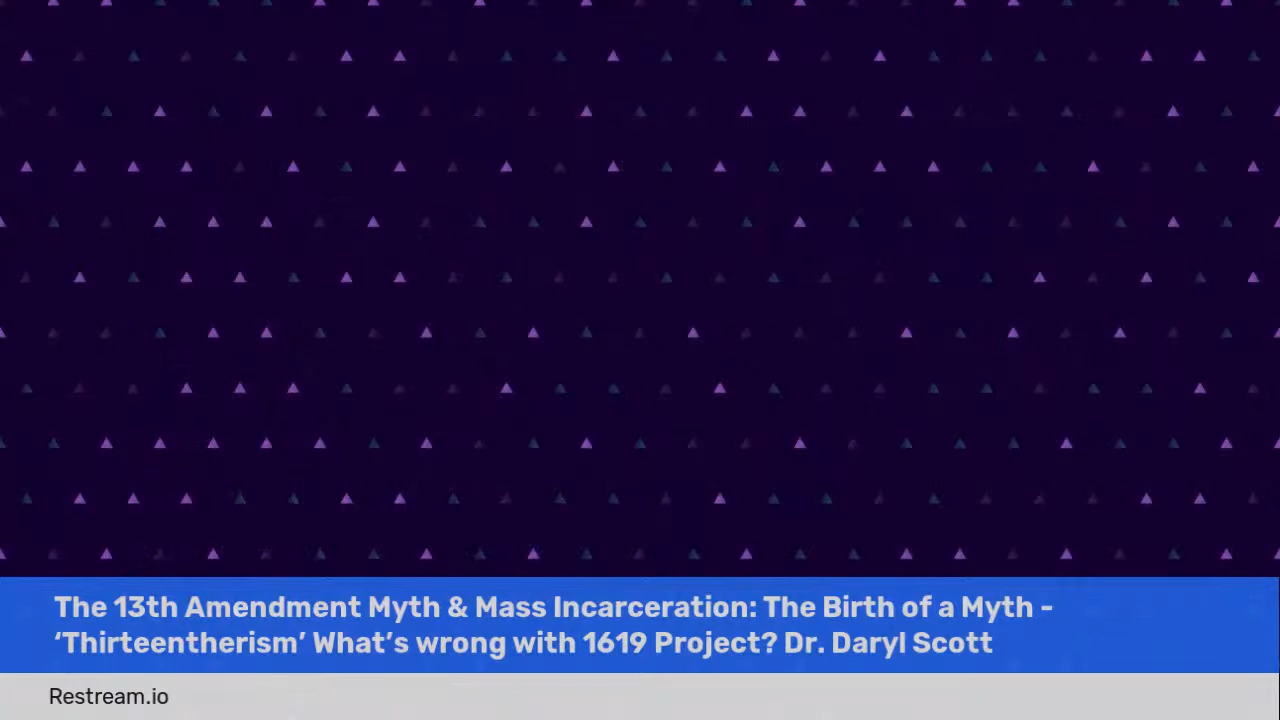 The 13th Amendment Myth & Mass Incarceration: The Birth of a Myth -
‘Thirteentherism’ What’s wrong with 1619 Project? Dr. Daryl Scott
Restream.io